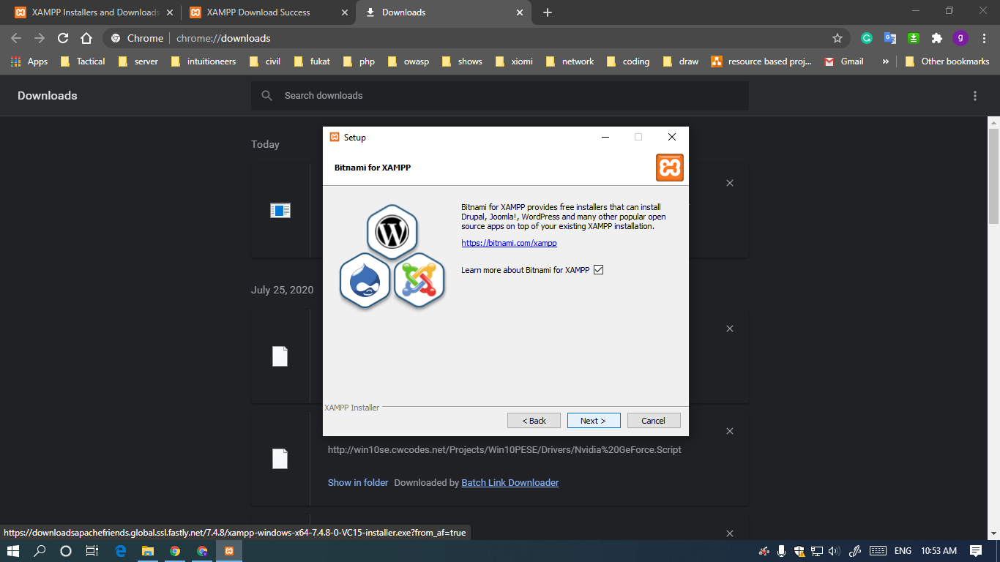 XAMPP Installers and Downloads
XAMPP Download Success
Downloads
Chrome
chrome://downloads
g
Apps
Tactical
server
intuitioneers
civil
fukat
php
owasp
shows
xiomi
network
coding
draw
resource based proj...
Gmail
»
Other bookmarks
Downloads
Search downloads
Today
Setup
Bitnami for XAMPP
Bitnami for XAMPP provides free installers that can install
Drupal, Joomla!, WordPress and many other popular open
source apps on top of your existing XAMPP installation.
https://bitnami.com/xampp
Learn more about Bitnami for XAMPP
July 25, 2020
XAMPP Installer
< Back
Next >
Cancel
http://win10se.cwcodes.net/Projects/Win10PESE/Drivers/Nvidia%20GeForce.Script
Show in folder
Downloaded by Batch Link Downloader
https://downloadsapachefriends.global.ssl.fastly.net/7.4.8/xampp-windows-x64-7.4.8-0-VC15-installer.exe?from_af=true
ENG
10:53 AM